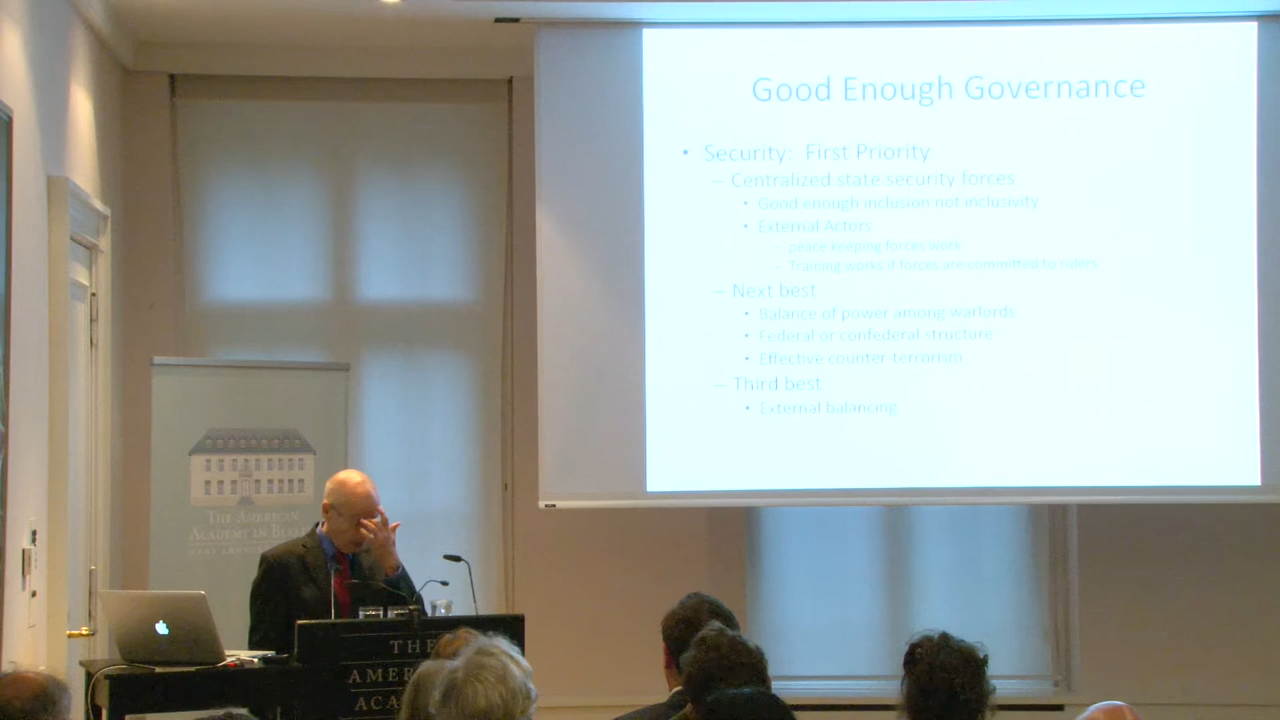 Good Enough Governance
• Security: First Priority
– Centralized state security forces
• Good enough inclusion not inclusivity
• External Actors
– peace keeping forces work
– Training works if forces are committed to rulers
– Next best
• Balance of power among warlords
• Federal or confederal structure
• Effective counter-terrorism
– Third best
• External balancing
THE AMERICAN
ACADEMY IN
THE
AMER
ACA